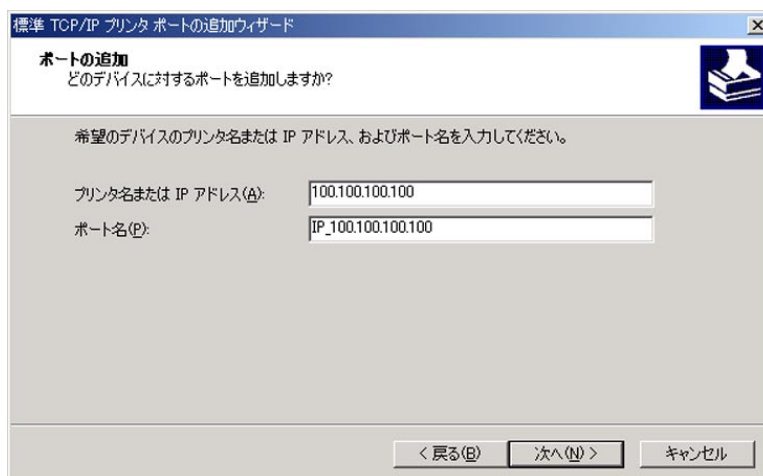 標準 TCP/IP プリンタ ポートの追加ウィザード
ポートの追加
どのデバイスに対するポートを追加しますか?
希望のデバイスのプリンタ名または IP アドレス、およびポート名を入力してください。
プリンタ名または IP アドレス(A): 100.100.100.100
ポート名(P): IP_100.100.100.100
< 戻る(B) 次へ(N) > キャンセル